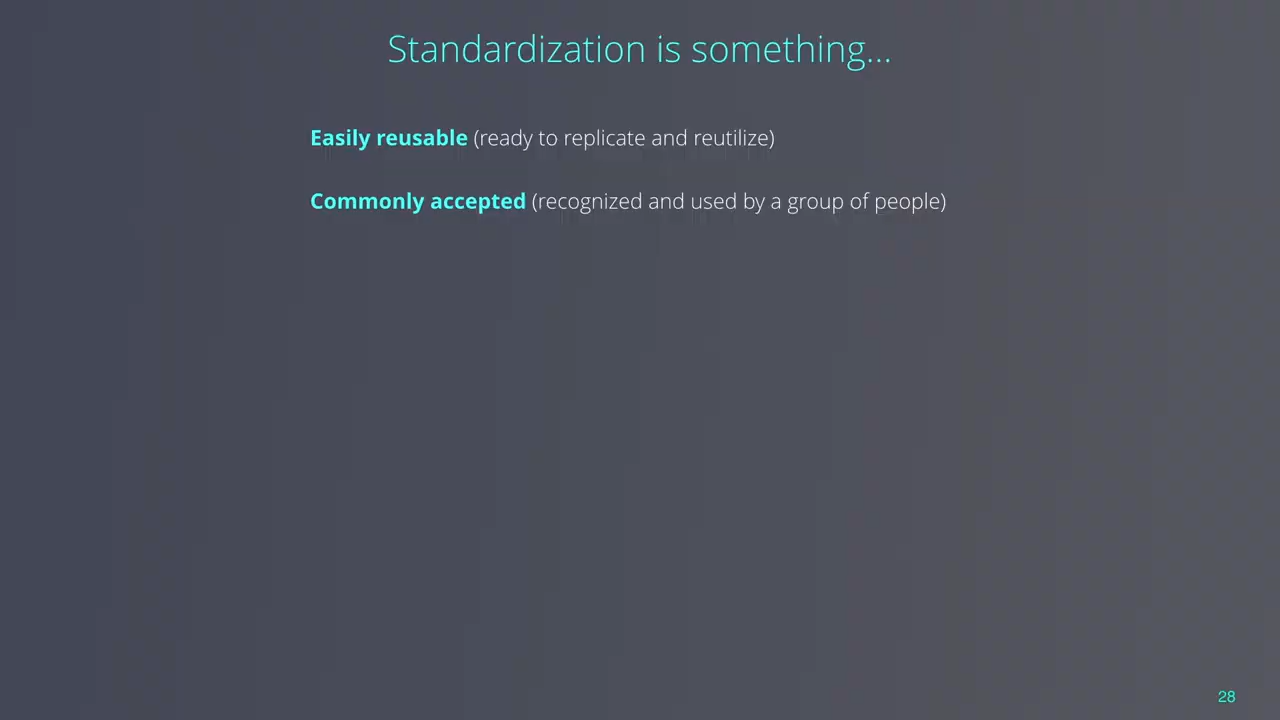 Standardization is something...
Easily reusable (ready to replicate and reutilize)
Commonly accepted (recognized and used by a group of people)
28